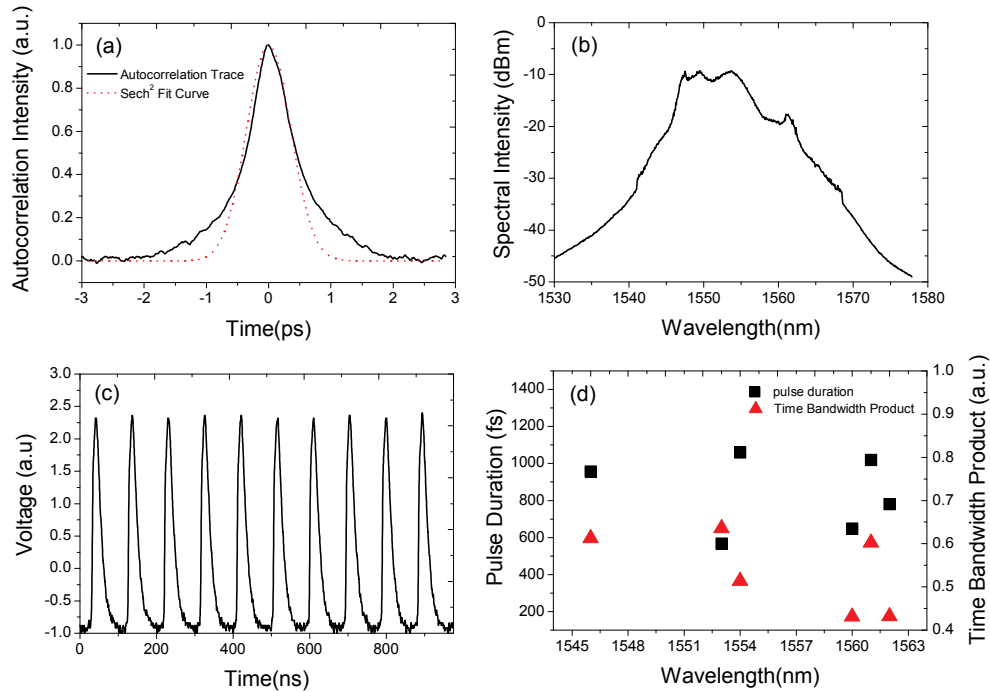 (a)
Autocorrelation Trace
Sech² Fit Curve
Autocorrelation Intensity (a.u.)
1.0
0.8
0.6
0.4
0.2
0.0
-3 -2 -1 0 1 2 3
Time(ps)
(b)
Spectral Intensity (dBm)
0
-10
-20
-30
-40
-50
1530 1540 1550 1560 1570 1580
Wavelength(nm)
(c)
Voltage (a.u)
3.0
2.5
2.0
1.5
1.0
0.5
0.0
-0.5
-1.0
0 200 400 600 800
Time(ns)
(d)
pulse duration
Time Bandwidth Product
Pulse Duration (fs)
1400
1200
1000
800
600
400
200
1545 1548 1551 1554 1557 1560 1563
Wavelength(nm)
Time Bandwidth Product (a.u.)
1.0
0.9
0.8
0.7
0.6
0.5
0.4